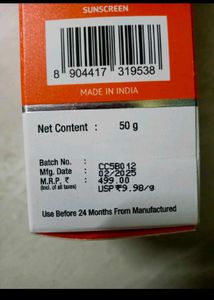 SUNSCREEN
8 904417 319538
MADE IN INDIA
Net Content : 50 g
Batch No. : CC5B012
Mfg. Date : 02/2025
M.R.P. ₹ : 499.00
(Incl. of all taxes) USP ₹9.98/g
Use Before 24 Months From Manufactured